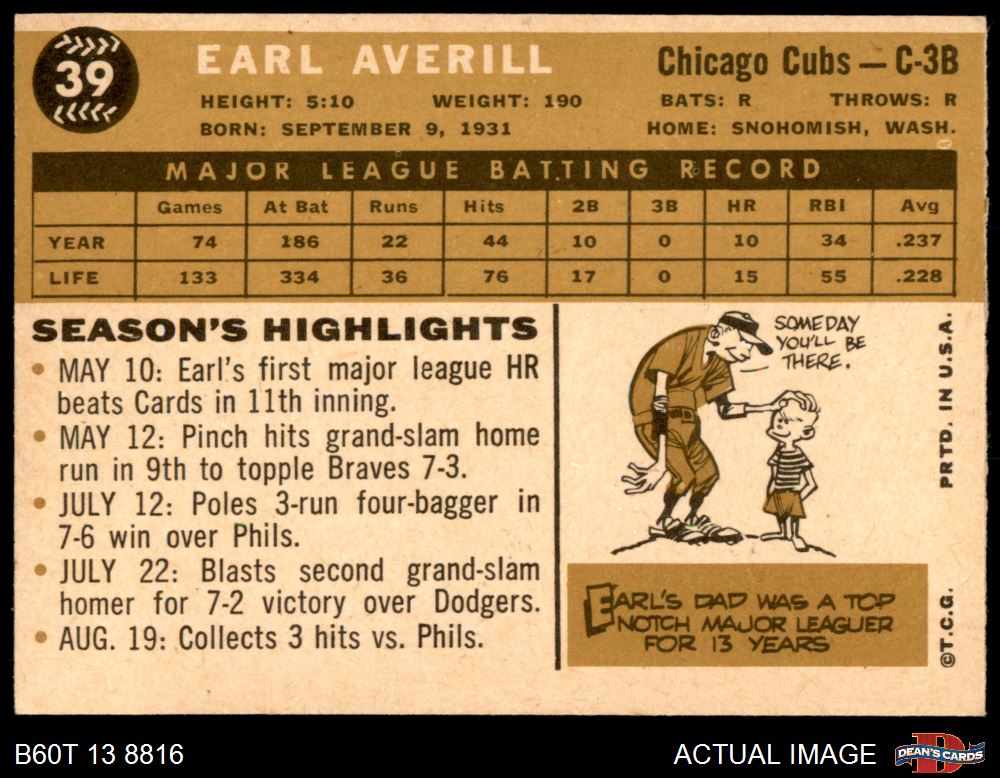 39
EARL AVERILL
Chicago Cubs — C-3B
HEIGHT: 5:10 WEIGHT: 190 BATS: R THROWS: R
BORN: SEPTEMBER 9, 1931 HOME: SNOHOMISH, WASH.
MAJOR LEAGUE BATTING RECORD
Games At Bat Runs Hits 2B 3B HR RBI Avg
YEAR 74 186 22 44 10 0 10 34 .237
LIFE 133 334 36 76 17 0 15 55 .228
SEASON'S HIGHLIGHTS
• MAY 10: Earl's first major league HR
beats Cards in 11th inning.
• MAY 12: Pinch hits grand-slam home
run in 9th to topple Braves 7-3.
• JULY 12: Poles 3-run four-bagger in
7-6 win over Phils.
• JULY 22: Blasts second grand-slam
homer for 7-2 victory over Dodgers.
• AUG. 19: Collects 3 hits vs. Phils.
SOMEDAY
YOU'LL BE
THERE.
EARL'S DAD WAS A TOP
NOTCH MAJOR LEAGUER
FOR 13 YEARS
PRTD. IN U.S.A.
©T.C.G.
B60T 13 8816
ACTUAL IMAGE
D
DEAN'S CARDS